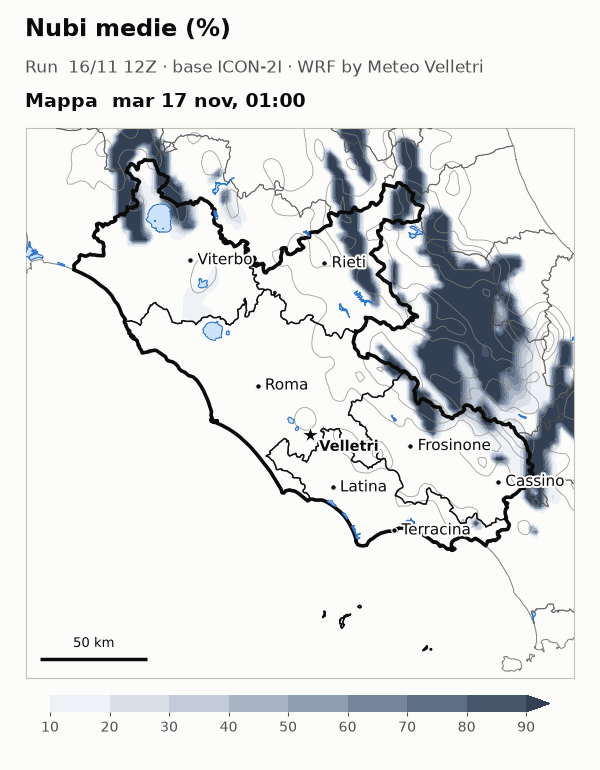 Nubi medie (%)
Run 16/11 12Z · base ICON-2I · WRF by Meteo Velletri
Mappa mar 17 nov, 01:00
Viterbo
Rieti
Roma
Velletri
Frosinone
Latina
Cassino
Terracina
50 km
10 20 30 40 50 60 70 80 90